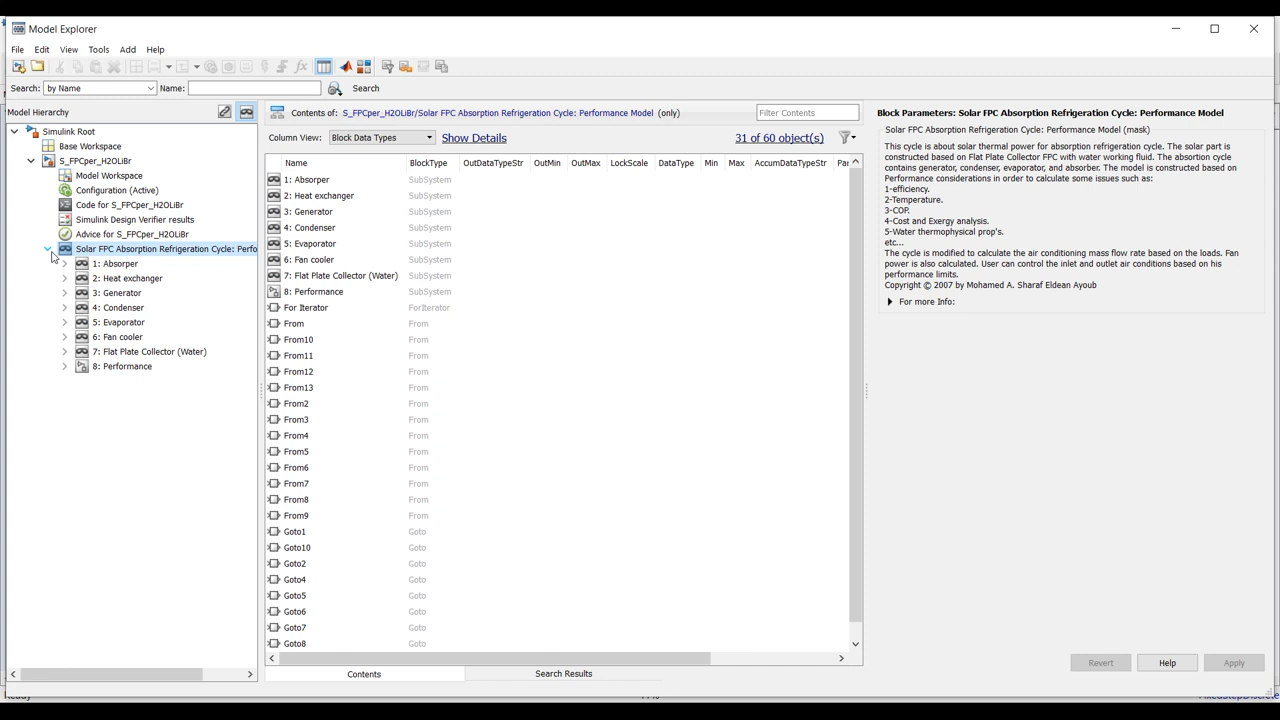 Model Explorer
File Edit View Tools Add Help
Search: by Name Name: Search
Model Hierarchy
Simulink Root
Base Workspace
S_FPCper_H2OLiBr
Model Workspace
Configuration (Active)
Code for S_FPCper_H2OLiBr
Simulink Design Verifier results
Advice for S_FPCper_H2OLiBr
Solar FPC Absorption Refrigeration Cycle: Perfo
1: Absorper
2: Heat exchanger
3: Generator
4: Condenser
5: Evaporator
6: Fan cooler
7: Flat Plate Collector (Water)
8: Performance
Contents of: S_FPCper_H2OLiBr/Solar FPC Absorption Refrigeration Cycle: Performance Model (only) Filter Contents
Column View: Block Data Types Show Details 31 of 60 object(s)
Name BlockType OutDataTypeStr OutMin OutMax LockScale DataType Min Max AccumDataTypeStr Par
1: Absorper SubSystem
2: Heat exchanger SubSystem
3: Generator SubSystem
4: Condenser SubSystem
5: Evaporator SubSystem
6: Fan cooler SubSystem
7: Flat Plate Collector (Water) SubSystem
8: Performance SubSystem
For Iterator ForIterator
From From
From10 From
From11 From
From12 From
From13 From
From2 From
From3 From
From4 From
From5 From
From6 From
From7 From
From8 From
From9 From
Goto1 Goto
Goto10 Goto
Goto2 Goto
Goto4 Goto
Goto5 Goto
Goto6 Goto
Goto7 Goto
Goto8 Goto
Contents Search Results
Block Parameters: Solar FPC Absorption Refrigeration Cycle: Performance Model
Solar FPC Absorption Refrigeration Cycle: Performance Model (mask)
This cycle is about solar thermal power for absorption refrigeration cycle. The solar part is
constructed based on Flat Plate Collector FPC with water working fluid. The absortion cycle
contains generator, condenser, evaporator, and absorber. The model is constructed based on
Performance considerations in order to calculate some issues such as:
1-efficiency.
2-Temperature.
3-COP.
4-Cost and Exergy analysis.
5-Water thermophysical prop's.
etc...
The cycle is modified to calculate the air conditioning mass flow rate based on the loads. Fan
power is also calculated. User can control the inlet and outlet air conditions based on his
performance limits.
Copyright © 2007 by Mohamed A. Sharaf Eldean Ayoub
For more Info:
Revert Help Apply